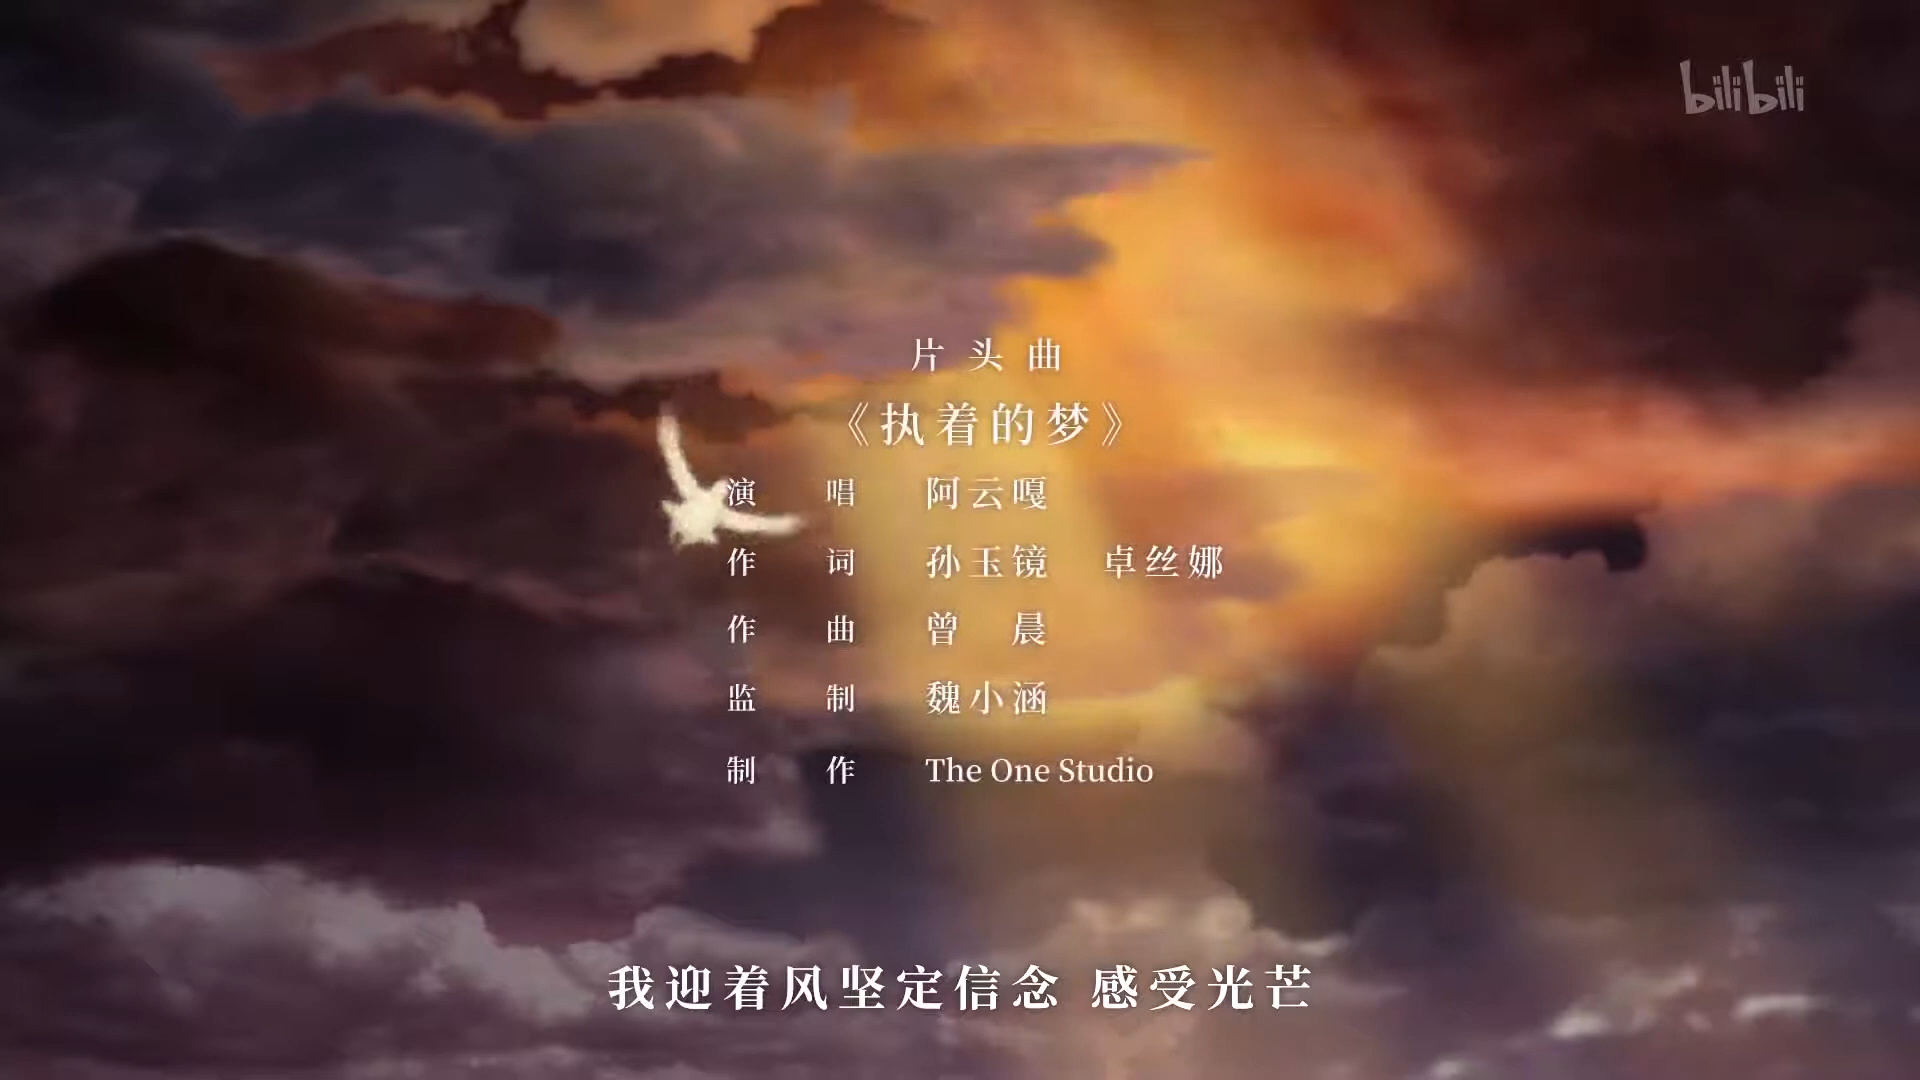 bilibili
片头曲
《执着的梦》
演唱 阿云嘎
作词 孙玉镜 卓丝娜
作曲 曾晨
监制 魏小涵
制作 The One Studio
我迎着风坚定信念 感受光芒